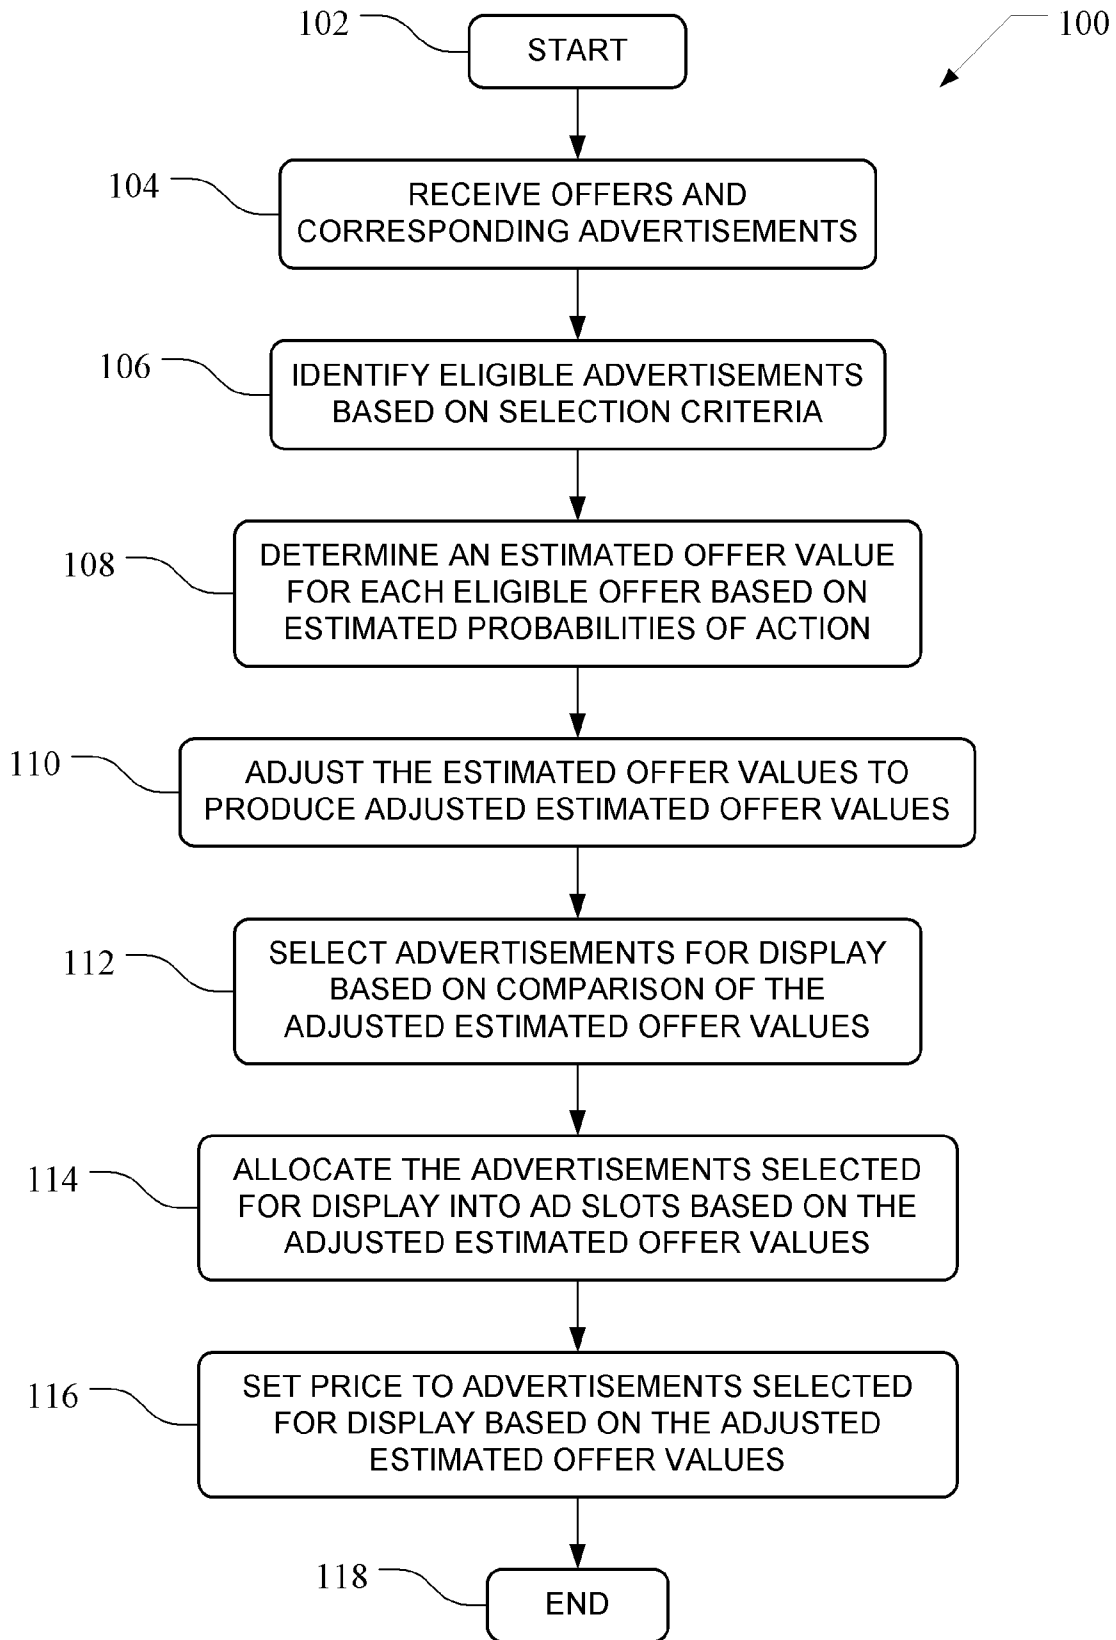 102
START
100
104
RECEIVE OFFERS AND
CORRESPONDING ADVERTISEMENTS
106
IDENTIFY ELIGIBLE ADVERTISEMENTS
BASED ON SELECTION CRITERIA
108
DETERMINE AN ESTIMATED OFFER VALUE
FOR EACH ELIGIBLE OFFER BASED ON
ESTIMATED PROBABILITIES OF ACTION
110
ADJUST THE ESTIMATED OFFER VALUES TO
PRODUCE ADJUSTED ESTIMATED OFFER VALUES
112
SELECT ADVERTISEMENTS FOR DISPLAY
BASED ON COMPARISON OF THE
ADJUSTED ESTIMATED OFFER VALUES
114
ALLOCATE THE ADVERTISEMENTS SELECTED
FOR DISPLAY INTO AD SLOTS BASED ON THE
ADJUSTED ESTIMATED OFFER VALUES
116
SET PRICE TO ADVERTISEMENTS SELECTED
FOR DISPLAY BASED ON THE ADJUSTED
ESTIMATED OFFER VALUES
118
END